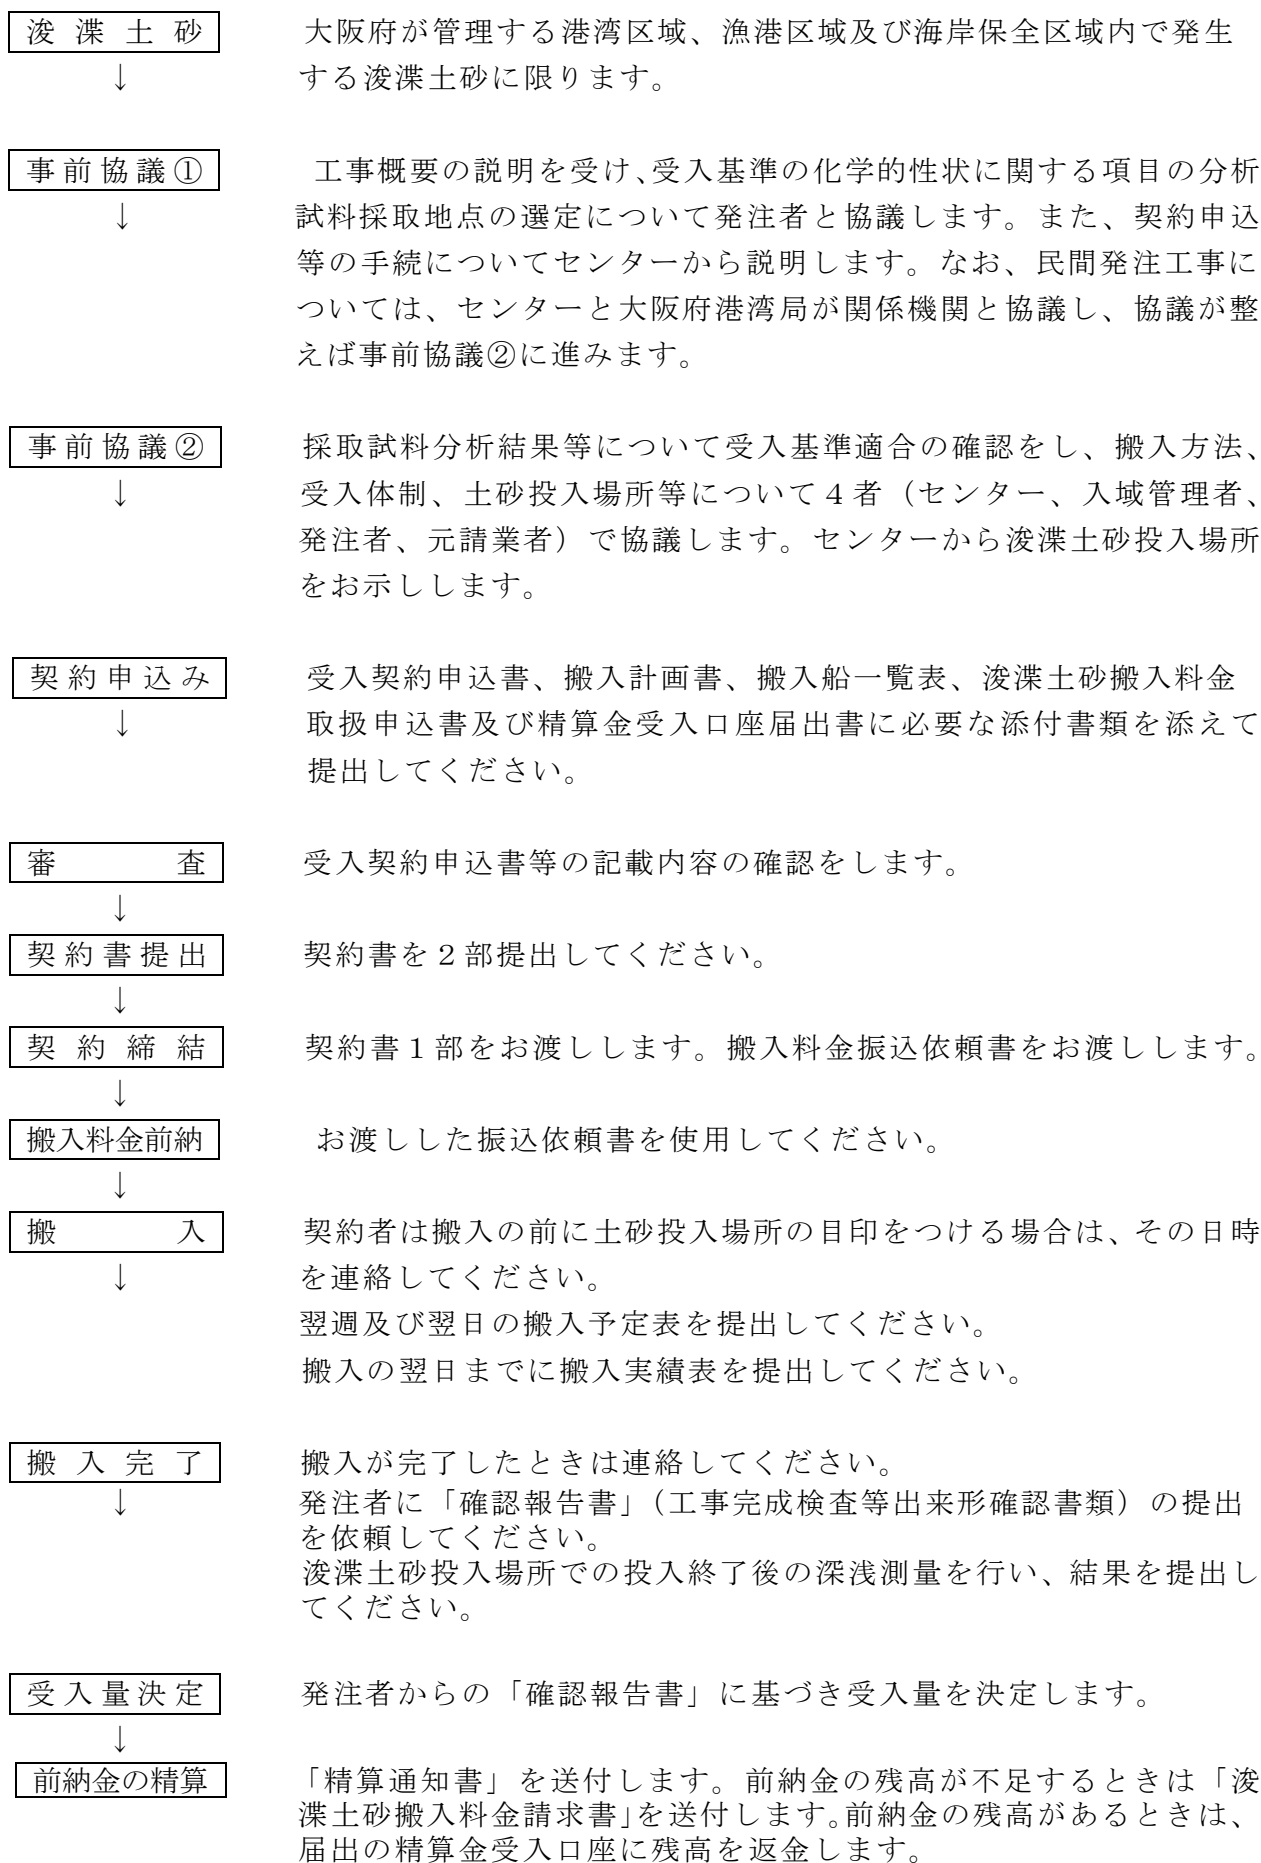 浚渫土砂　大阪府が管理する港湾区域、漁港区域及び海岸保全区域内で発生
↓　する浚渫土砂に限ります。
事前協議①　工事概要の説明を受け、受入基準の化学的性状に関する項目の分析
↓　試料採取地点の選定について発注者と協議します。また、契約申込
等の手続についてセンターから説明します。なお、民間発注工事に
ついては、センターと大阪府港湾局が関係機関と協議し、協議が整
えば事前協議②に進みます。
事前協議②　採取試料分析結果等について受入基準適合の確認をし、搬入方法、
↓　受入体制、土砂投入場所等について４者（センター、入域管理者、
発注者、元請業者）で協議します。センターから浚渫土砂投入場所
をお示しします。
契約申込み　受入契約申込書、搬入計画書、搬入船一覧表、浚渫土砂搬入料金
↓　取扱申込書及び精算金受入口座届出書に必要な添付書類を添えて
提出してください。
審査　受入契約申込書等の記載内容の確認をします。
↓
契約書提出　契約書を２部提出してください。
↓
契約締結　契約書１部をお渡しします。搬入料金振込依頼書をお渡しします。
↓
搬入料金前納　お渡しした振込依頼書を使用してください。
↓
搬入　契約者は搬入の前に土砂投入場所の目印をつける場合は、その日時
↓　を連絡してください。
翌週及び翌日の搬入予定表を提出してください。
搬入の翌日までに搬入実績表を提出してください。
搬入完了　搬入が完了したときは連絡してください。
↓　発注者に「確認報告書」（工事完成検査等出来形確認書類）の提出
を依頼してください。
浚渫土砂投入場所での投入終了後の深浅測量を行い、結果を提出し
てください。
受入量決定　発注者からの「確認報告書」に基づき受入量を決定します。
↓
前納金の精算　「精算通知書」を送付します。前納金の残高が不足するときは「浚
渫土砂搬入料金請求書」を送付します。前納金の残高があるときは、
届出の精算金受入口座に残高を返金します。